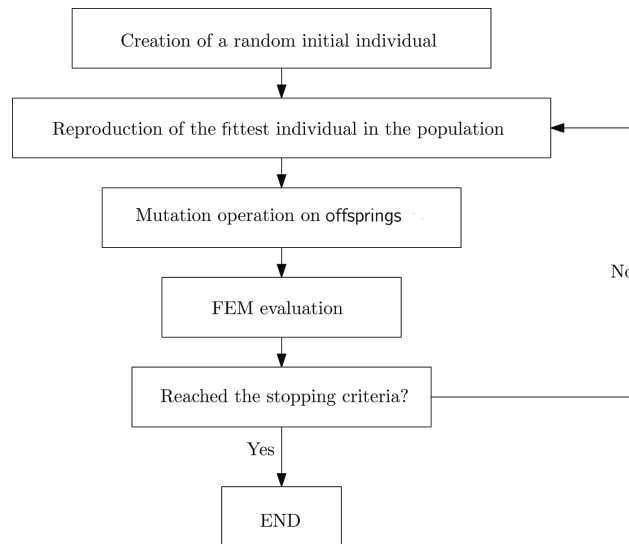 Creation of a random initial individual
Reproduction of the fittest individual in the population
Mutation operation on offsprings
No
FEM evaluation
Reached the stopping criteria?
Yes
END